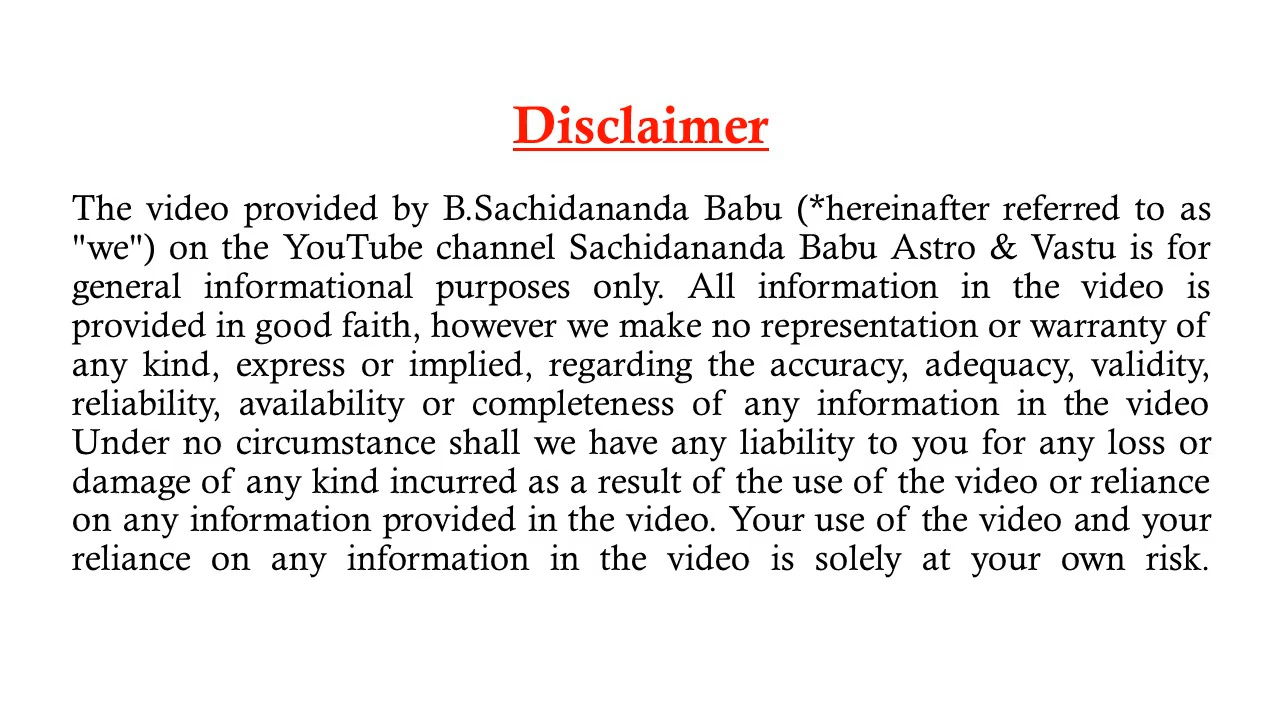 Disclaimer
The video provided by B.Sachidananda Babu (*hereinafter referred to as
"we") on the YouTube channel Sachidananda Babu Astro & Vastu is for
general informational purposes only. All information in the video is
provided in good faith, however we make no representation or warranty of
any kind, express or implied, regarding the accuracy, adequacy, validity,
reliability, availability or completeness of any information in the video
Under no circumstance shall we have any liability to you for any loss or
damage of any kind incurred as a result of the use of the video or reliance
on any information provided in the video. Your use of the video and your
reliance on any information in the video is solely at your own risk.